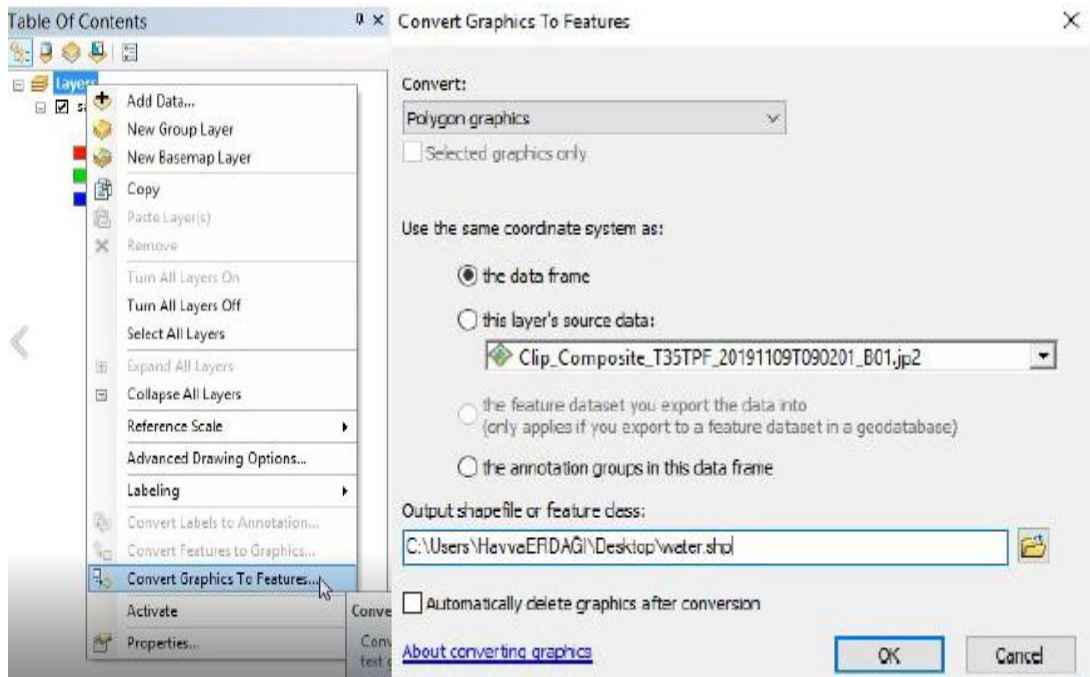 Table Of Contents
Layers
Add Data...
New Group Layer
New Basemap Layer
Copy
Paste Layer(s)
Remove
Turn All Layers On
Turn All Layers Off
Select All Layers
Expand All Layers
Collapse All Layers
Reference Scale
Advanced Drawing Options...
Labeling
Convert Labels to Annotation...
Convert Features to Graphics...
Convert Graphics To Features...
Activate
Properties...
Conve
Conv
test
Convert Graphics To Features
Convert:
Polygon graphics
Selected graphics only
Use the same coordinate system as:
the data frame
this layer's source data:
Clip_Composite_T35TPF_20191109T090201_B01.jp2
the feature dataset you export the data into
(only applies if you export to a feature dataset in a geodatabase)
the annotation groups in this data frame
Output shapefile or feature class:
C:\Users\HavvaERDAĞI\Desktop\water.shp
Automatically delete graphics after conversion
About converting graphics
OK
Cancel